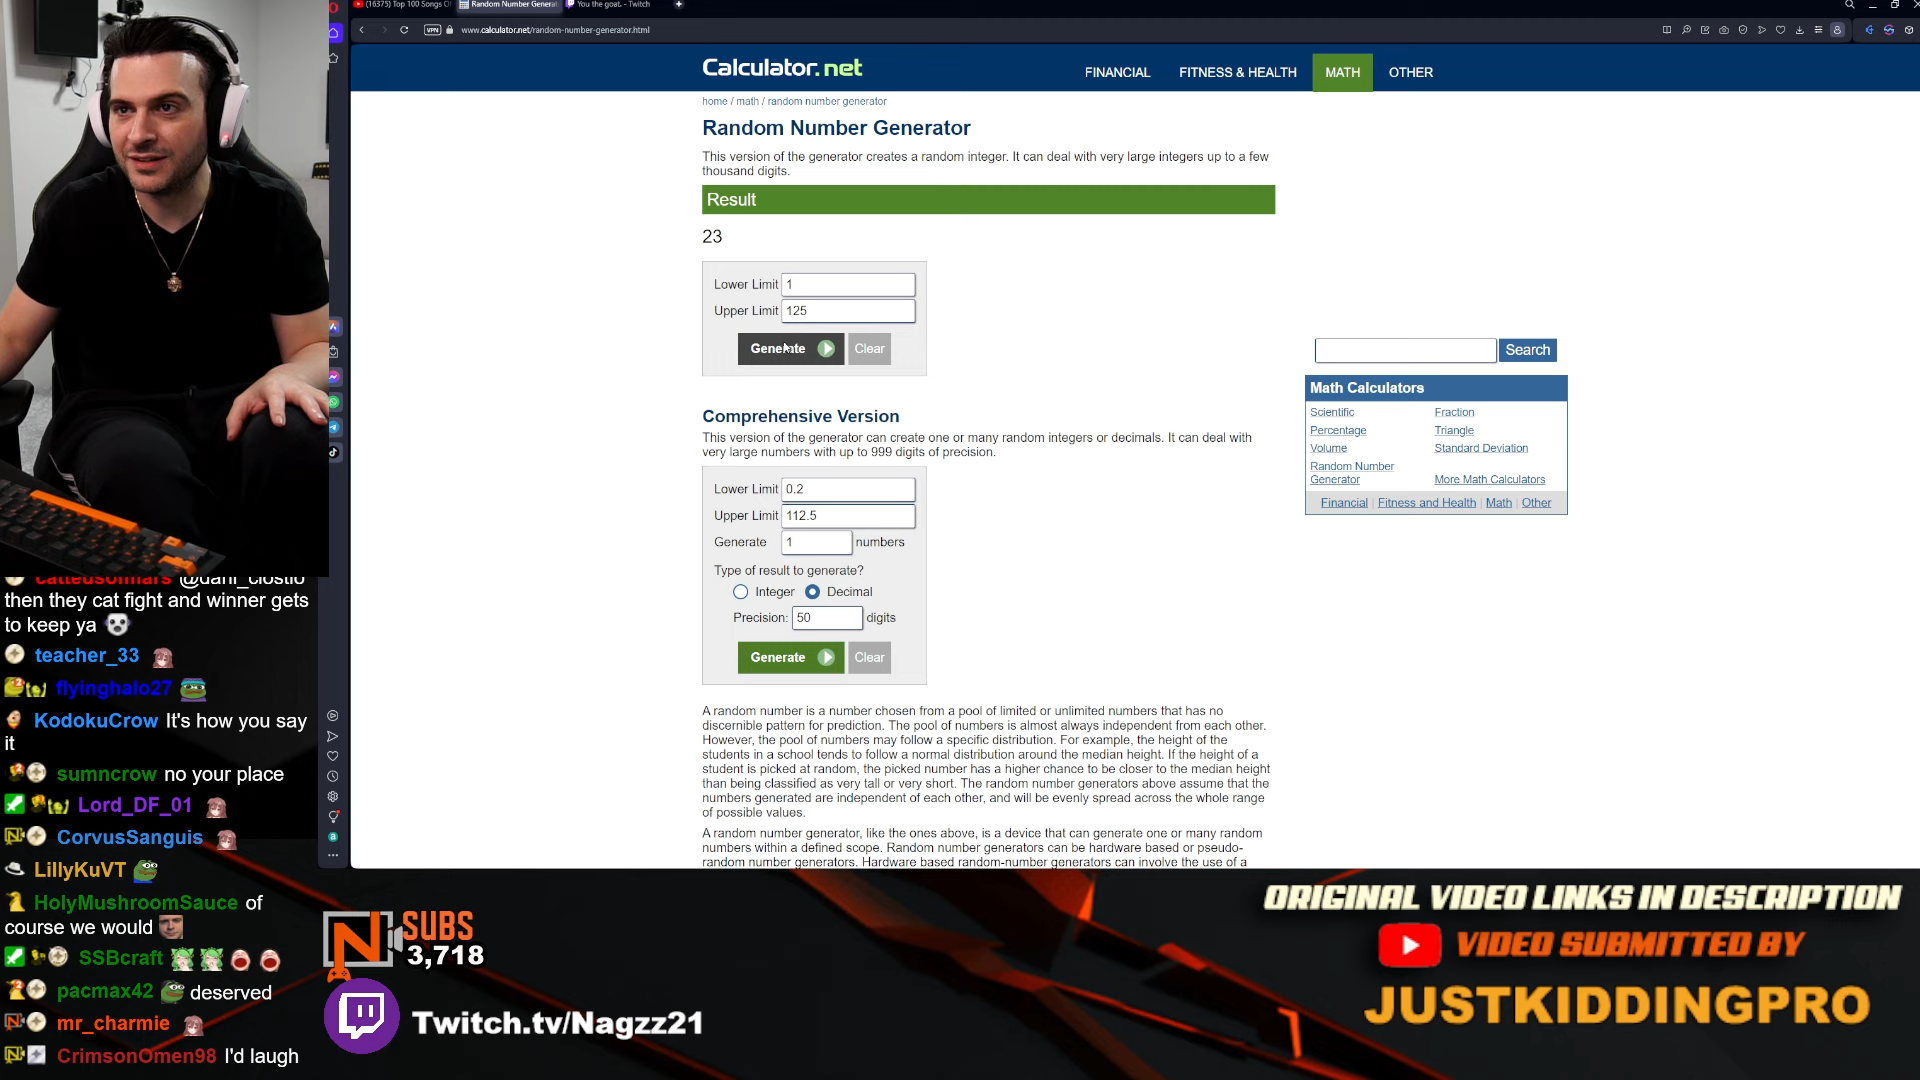 (16375) Top 100 Songs Of
Random Number Generat
You the goat. - Twitch
VPN
www.calculator.net/random-number-generator.html
Calculator.net
FINANCIAL
FITNESS & HEALTH
MATH
OTHER
home / math / random number generator
Random Number Generator
This version of the generator creates a random integer. It can deal with very large integers up to a few
thousand digits.
Result
23
Lower Limit 1
Upper Limit 125
Generate
Clear
Search
Math Calculators
Scientific
Fraction
Percentage
Triangle
Volume
Standard Deviation
Random Number
Generator
More Math Calculators
Financial | Fitness and Health | Math | Other
Comprehensive Version
This version of the generator can create one or many random integers or decimals. It can deal with
very large numbers with up to 999 digits of precision.
Lower Limit 0.2
Upper Limit 112.5
Generate 1 numbers
Type of result to generate?
Integer Decimal
Precision: 50 digits
Generate
Clear
A random number is a number chosen from a pool of limited or unlimited numbers that has no
discernible pattern for prediction. The pool of numbers is almost always independent from each other.
However, the pool of numbers may follow a specific distribution. For example, the height of the
students in a school tends to follow a normal distribution around the median height. If the height of a
student is picked at random, the picked number has a higher chance to be closer to the median height
than being classified as very tall or very short. The random number generators above assume that the
numbers generated are independent of each other, and will be evenly spread across the whole range
of possible values.
A random number generator, like the ones above, is a device that can generate one or many random
numbers within a defined scope. Random number generators can be hardware based or pseudo-
random number generators. Hardware based random-number generators can involve the use of a
@dani_clostio
then they cat fight and winner gets
to keep ya
teacher_33
flyinghalo27
KodokuCrow It's how you say
it
sumncrow no your place
Lord_DF_01
CorvusSanguis
LillyKuVT
HolyMushroomSauce of
course we would
SSBcraft
pacmax42 deserved
mr_charmie
CrimsonOmen98 I'd laugh
N SUBS
3,718
Twitch.tv/Nagzz21
ORIGINAL VIDEO LINKS IN DESCRIPTION
VIDEO SUBMITTED BY
JUSTKIDDINGPRO